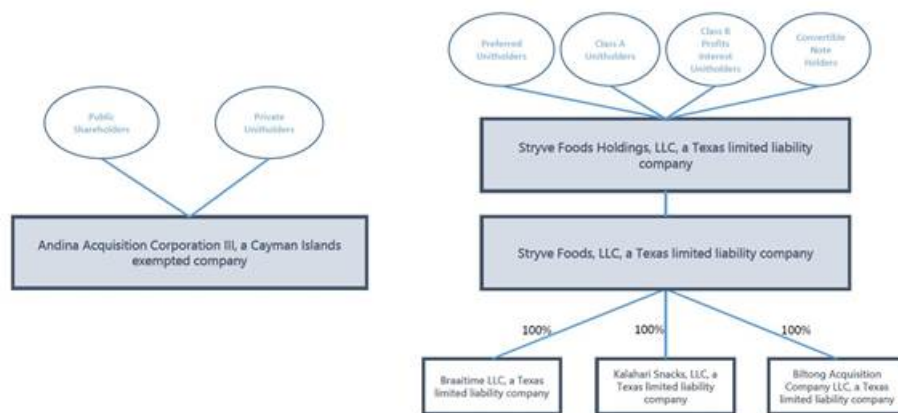 Preferred
Unitholders
Class A
Unitholders
Class B
Profits
Interest
Unitholders
Convertible
Note
Holders
Public
Shareholders
Private
Unitholders
Stryve Foods Holdings, LLC, a Texas limited liability
company
Andina Acquisition Corporation III, a Cayman Islands
exempted company
Stryve Foods, LLC, a Texas limited liability company
100%
100%
100%
Braaitime LLC, a Texas
limited liability company
Kalahari Snacks, LLC, a
Texas limited liability
company
Biltong Acquisition
Company LLC, a Texas
limited liability company